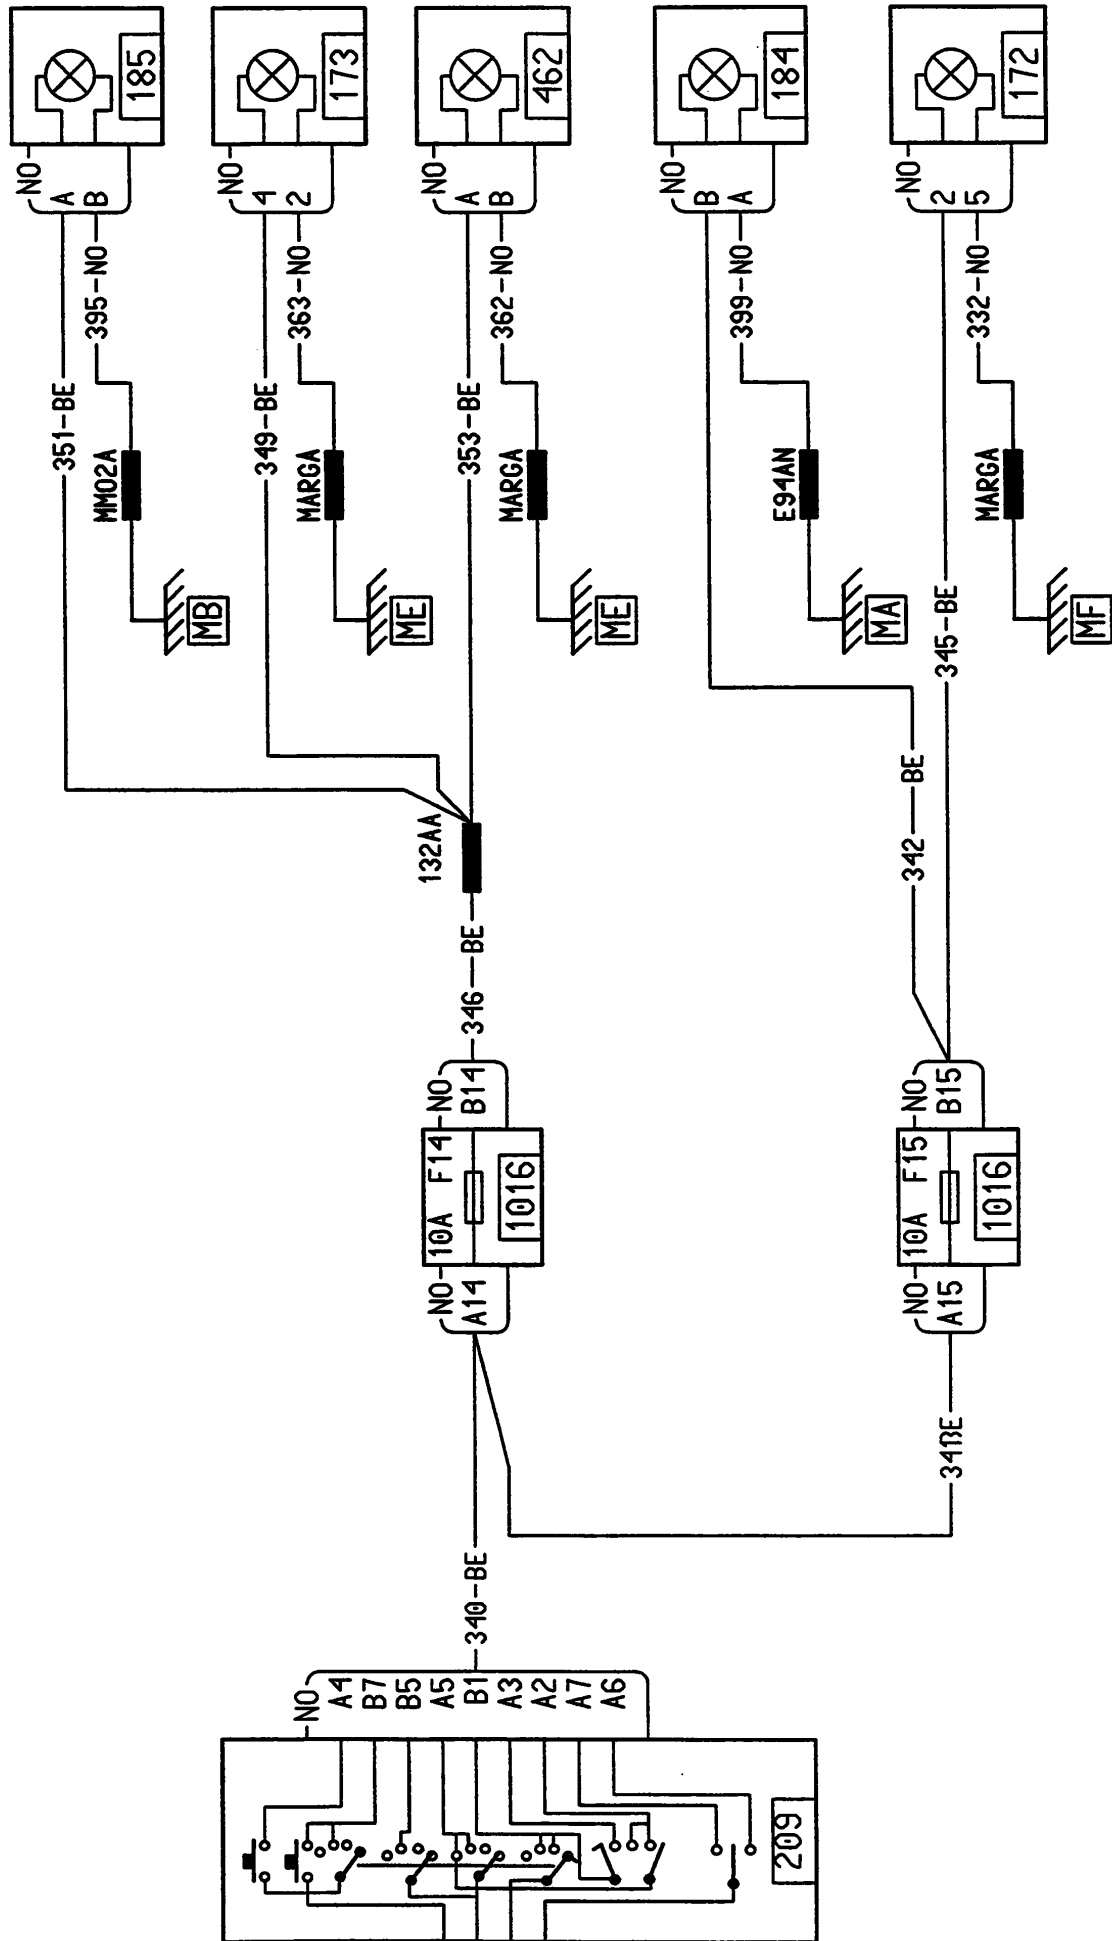 185
NO
A
B
351-BE
395-NO
MM02A
MB
173
NO
4
2
349-BE
363-NO
MARGA
ME
462
NO
A
B
353-BE
362-NO
MARGA
ME
184
NO
B
A
399-NO
E94AN
MA
172
NO
2
5
345-BE
332-NO
MARGA
MF
132AA
342-BE
346-BE
NO
B14
10A F14
1016
NO
A14
NO
B15
10A F15
1016
NO
A15
340-BE
NO
A4
B7
B5
A5
B1
A3
A2
A7
A6
209